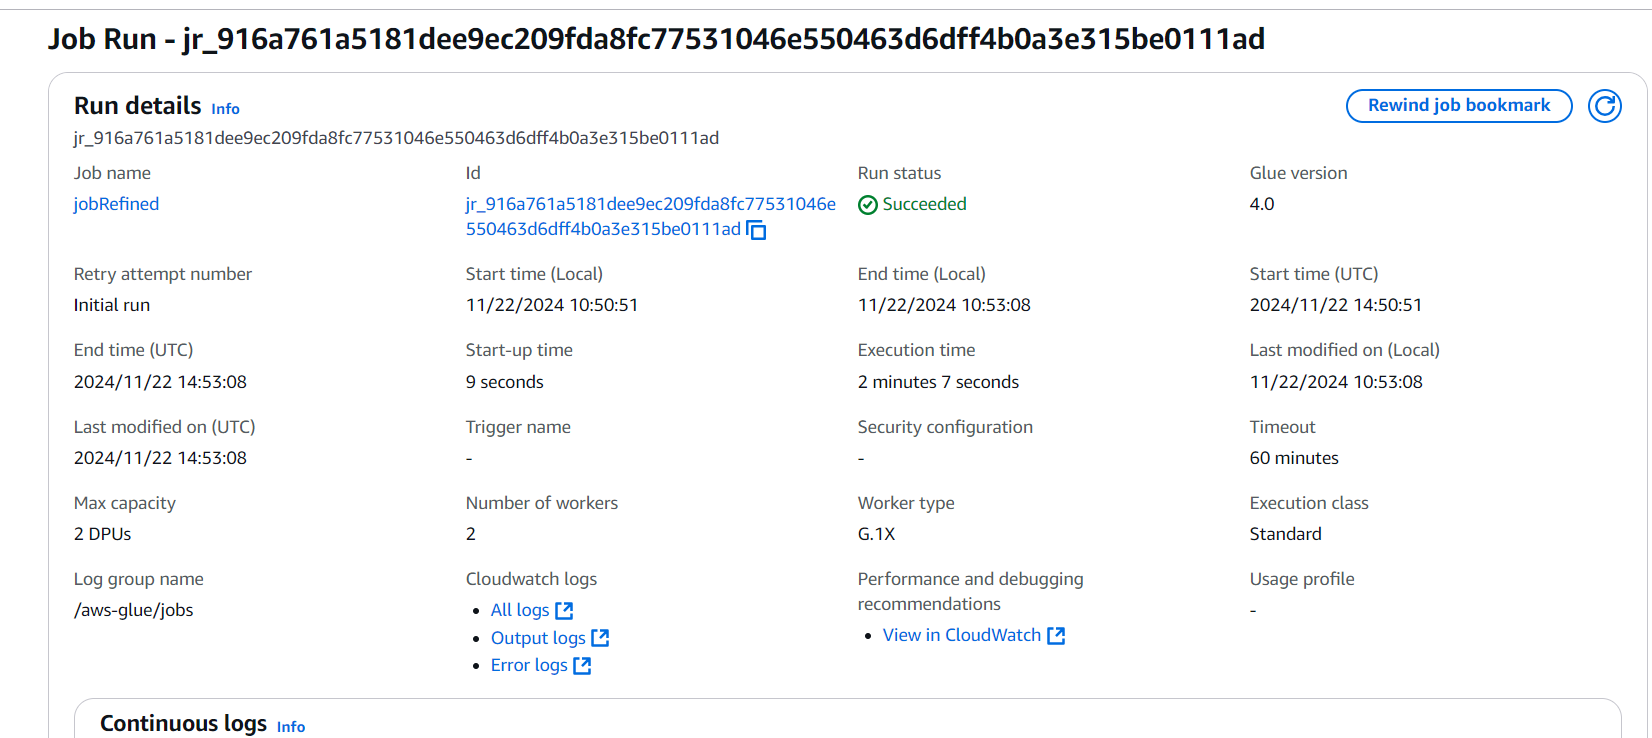 Job Run - jr_916a761a5181dee9ec209fda8fc77531046e550463d6dff4b0a3e315be0111ad
Run details Info
Rewind job bookmark
jr_916a761a5181dee9ec209fda8fc77531046e550463d6dff4b0a3e315be0111ad
Job name
jobRefined
Id
jr_916a761a5181dee9ec209fda8fc77531046e
550463d6dff4b0a3e315be0111ad
Run status
Succeeded
Glue version
4.0
Retry attempt number
Initial run
Start time (Local)
11/22/2024 10:50:51
End time (Local)
11/22/2024 10:53:08
Start time (UTC)
2024/11/22 14:50:51
End time (UTC)
2024/11/22 14:53:08
Start-up time
9 seconds
Execution time
2 minutes 7 seconds
Last modified on (Local)
11/22/2024 10:53:08
Last modified on (UTC)
2024/11/22 14:53:08
Trigger name
-
Security configuration
-
Timeout
60 minutes
Max capacity
2 DPUs
Number of workers
2
Worker type
G.1X
Execution class
Standard
Log group name
/aws-glue/jobs
Cloudwatch logs
• All logs
• Output logs
• Error logs
Performance and debugging
recommendations
• View in CloudWatch
Usage profile
-
Continuous logs Info